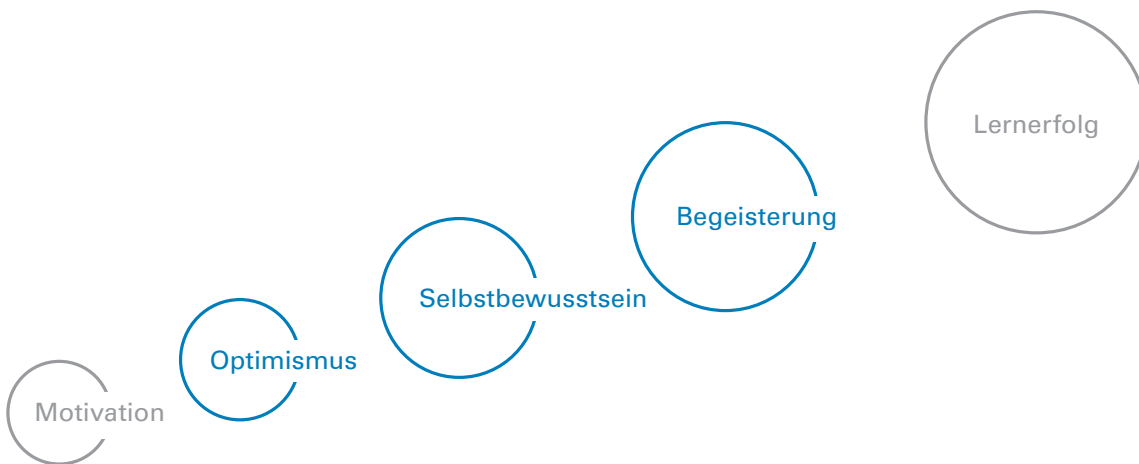 Lernerfolg
Begeisterung
Selbstbewusstsein
Optimismus
Motivation